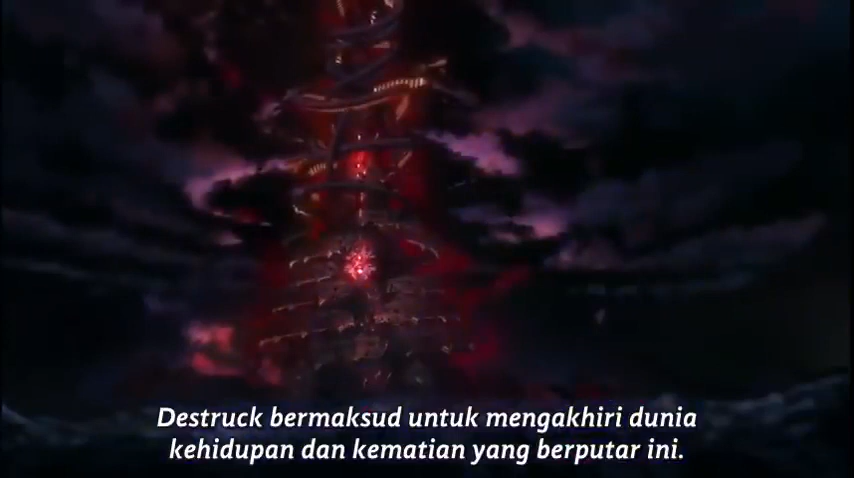 Destruck bermaksud untuk mengakhiri dunia
kehidupan dan kematian yang berputar ini.